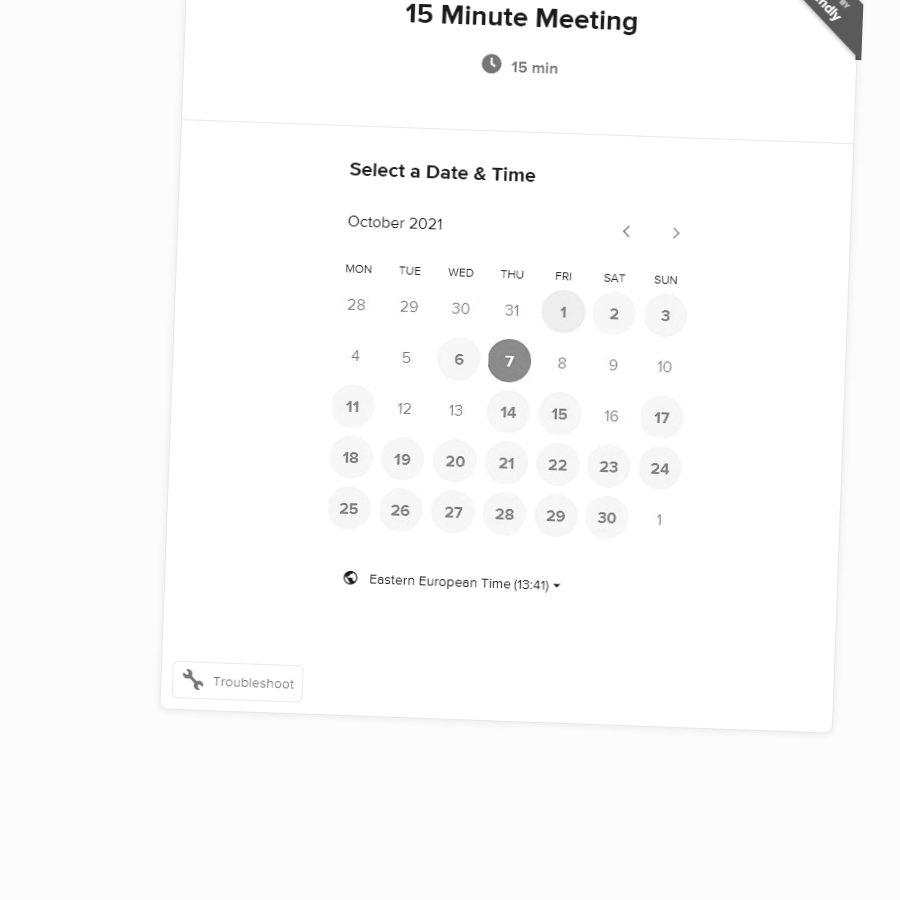 15 Minute Meeting
15 min
Select a Date & Time
October 2021
MON TUE WED THU FRI SAT SUN
28 29 30 31 1 2 3
4 5 6 7 8 9 10
11 12 13 14 15 16 17
18 19 20 21 22 23 24
25 26 27 28 29 30 1
Eastern European Time (13:41)
Troubleshoot